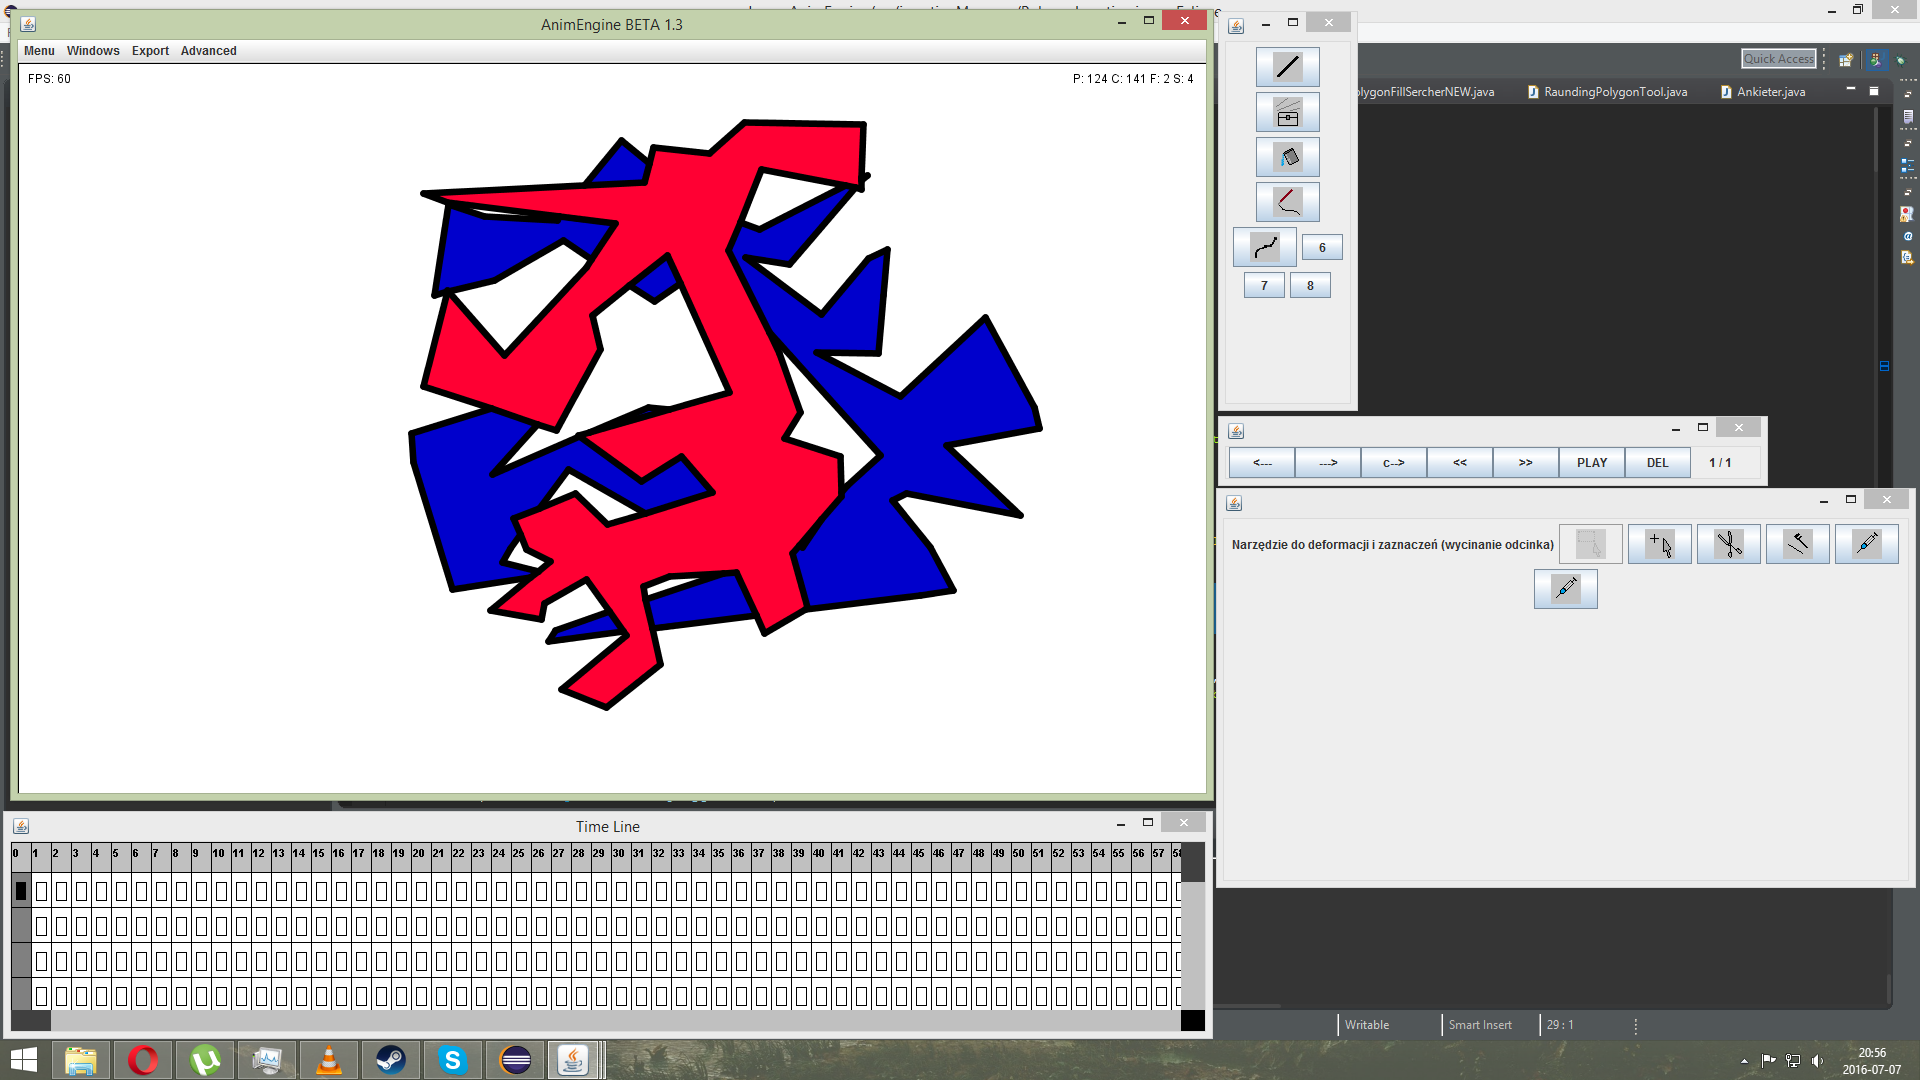 AnimEngine BETA 1.3
Menu Windows Export Advanced
FPS: 60
P: 124 C: 141 F: 2 S: 4
6
7 8
Quick Access
olygonFillSercherNEW.java RaundingPolygonTool.java Ankieter.java
<--- ---> c--> << >> PLAY DEL 1 / 1
Narzędzie do deformacji i zaznaczeń (wycinanie odcinka)
Time Line
0 1 2 3 4 5 6 7 8 9 10 11 12 13 14 15 16 17 18 19 20 21 22 23 24 25 26 27 28 29 30 31 32 33 34 35 36 37 38 39 40 41 42 43 44 45 46 47 48 49 50 51 52 53 54 55 56 57 58
Writable Smart Insert 29 : 1
20:56
2016-07-07